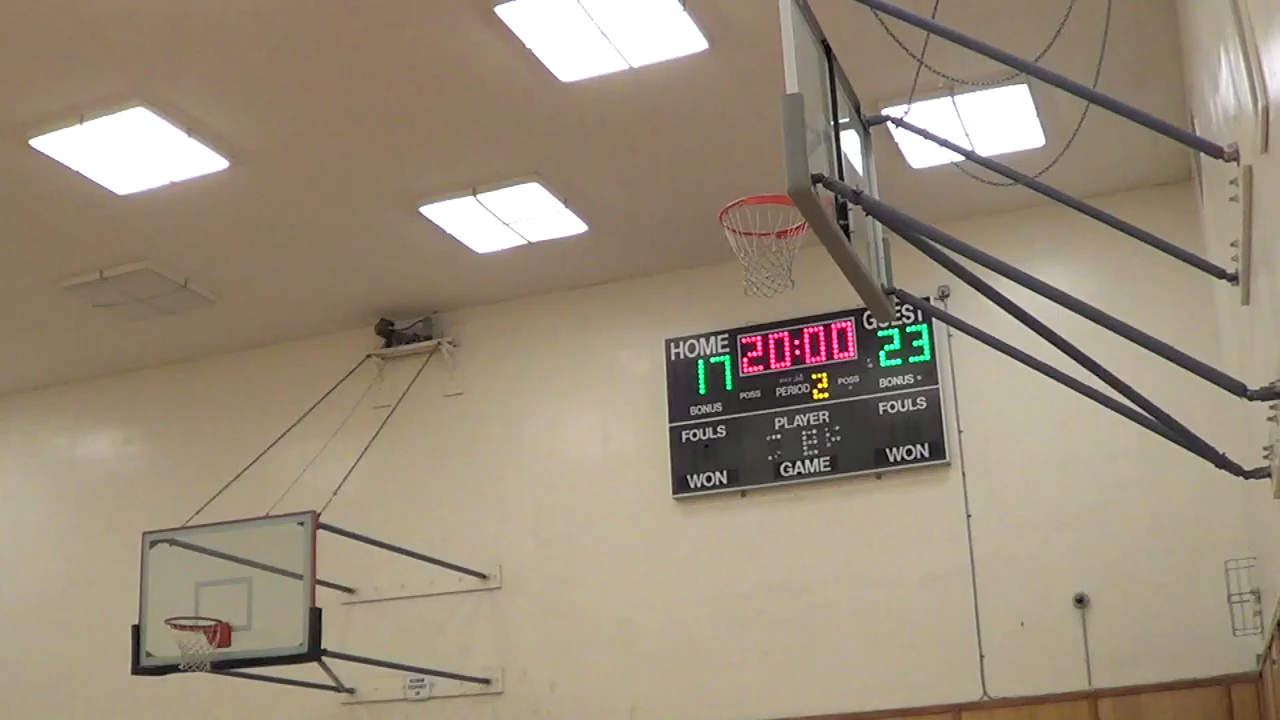 HOME 20:00 GUEST
17 23
POSS PERIOD 2 POSS
BONUS BONUS
FOULS PLAYER FOULS
WON GAME WON